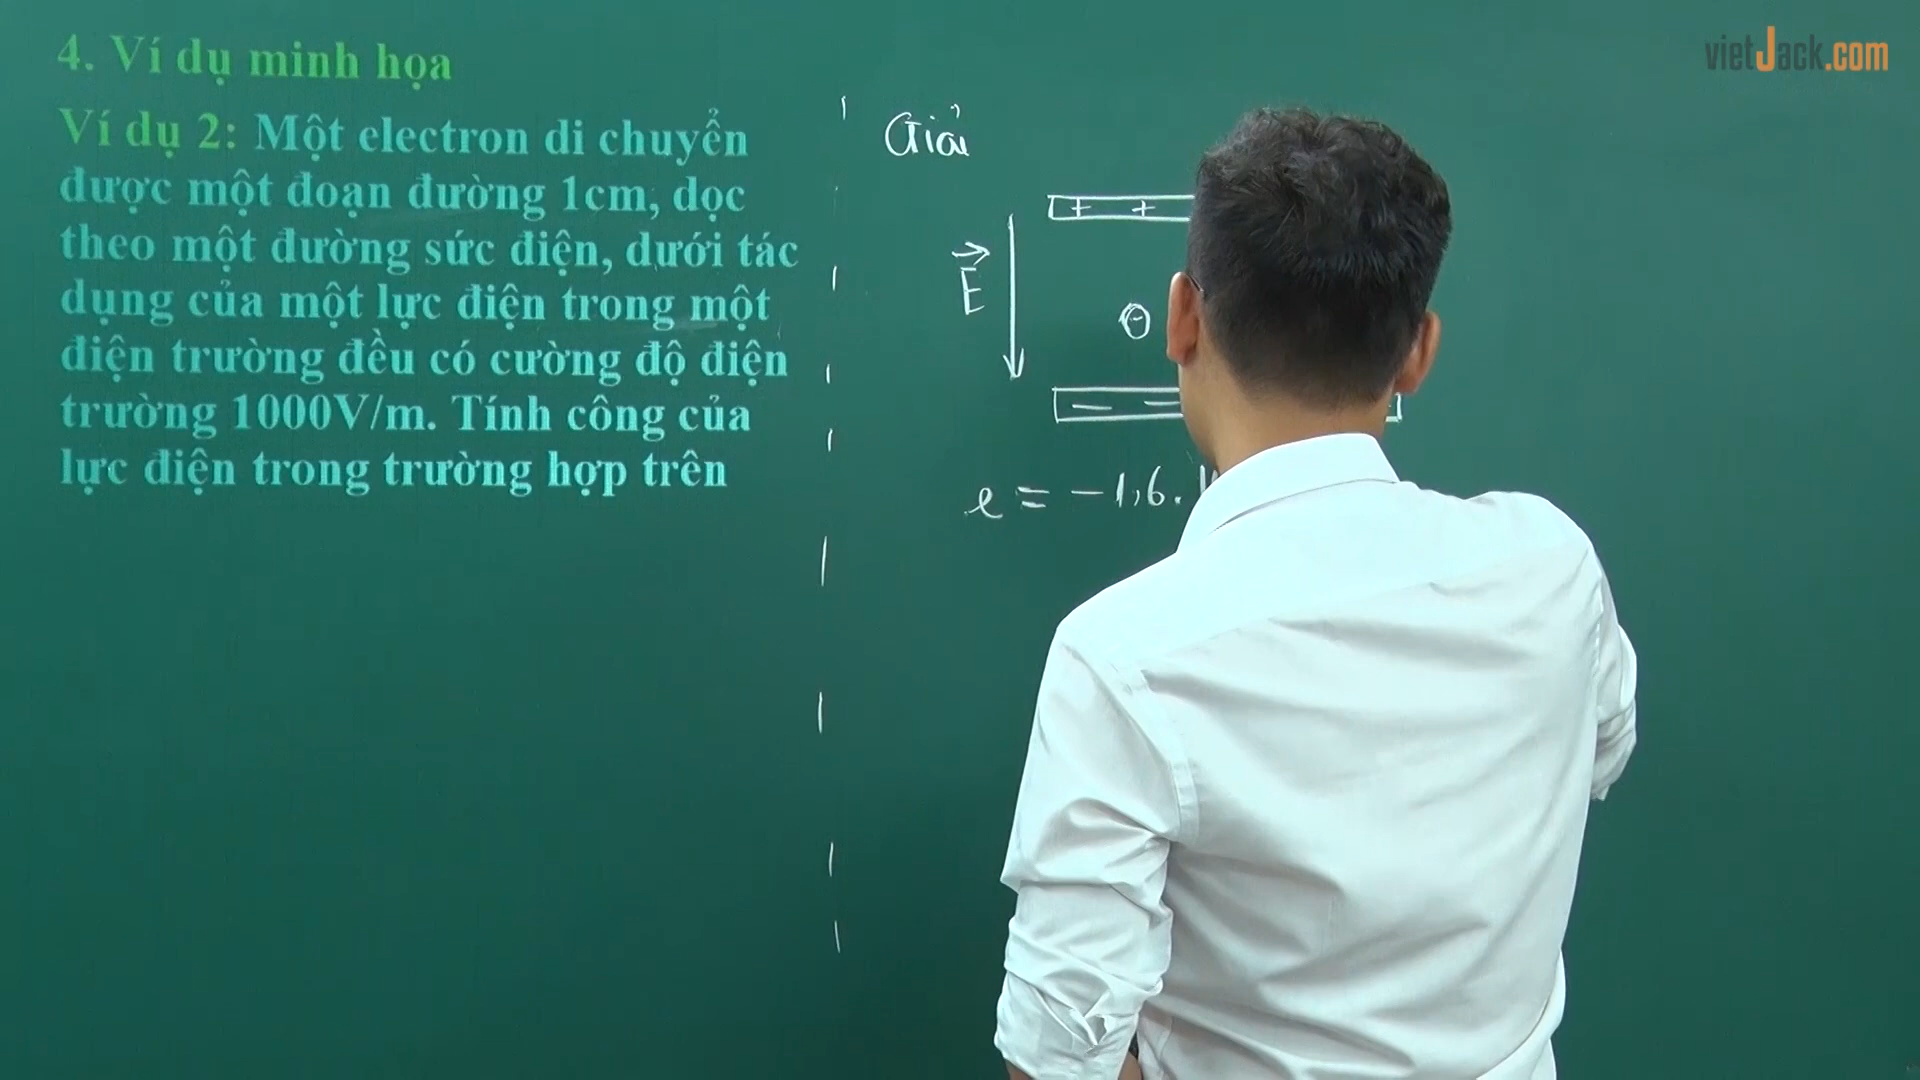 4. Ví dụ minh họa
Ví dụ 2: Một electron di chuyển
được một đoạn đường 1cm, dọc
theo một đường sức điện, dưới tác
dụng của một lực điện trong một
điện trường đều có cường độ điện
trường 1000V/m. Tính công của
lực điện trong trường hợp trên
vietJack.com
Giải
+ +
E
-
- -
e = -1,6.1